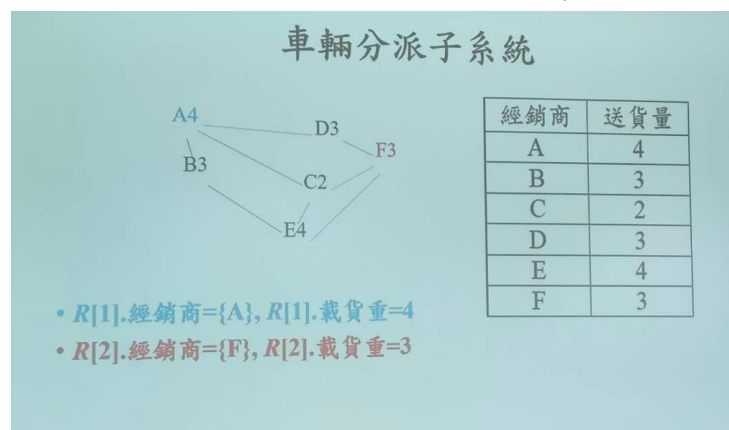 車輛分派子系統
A4
D3
F3
B3
C2
E4
經銷商 送貨量
A 4
B 3
C 2
D 3
E 4
F 3
• R[1].經銷商={A}, R[1].載貨重=4
• R[2].經銷商={F}, R[2].載貨重=3